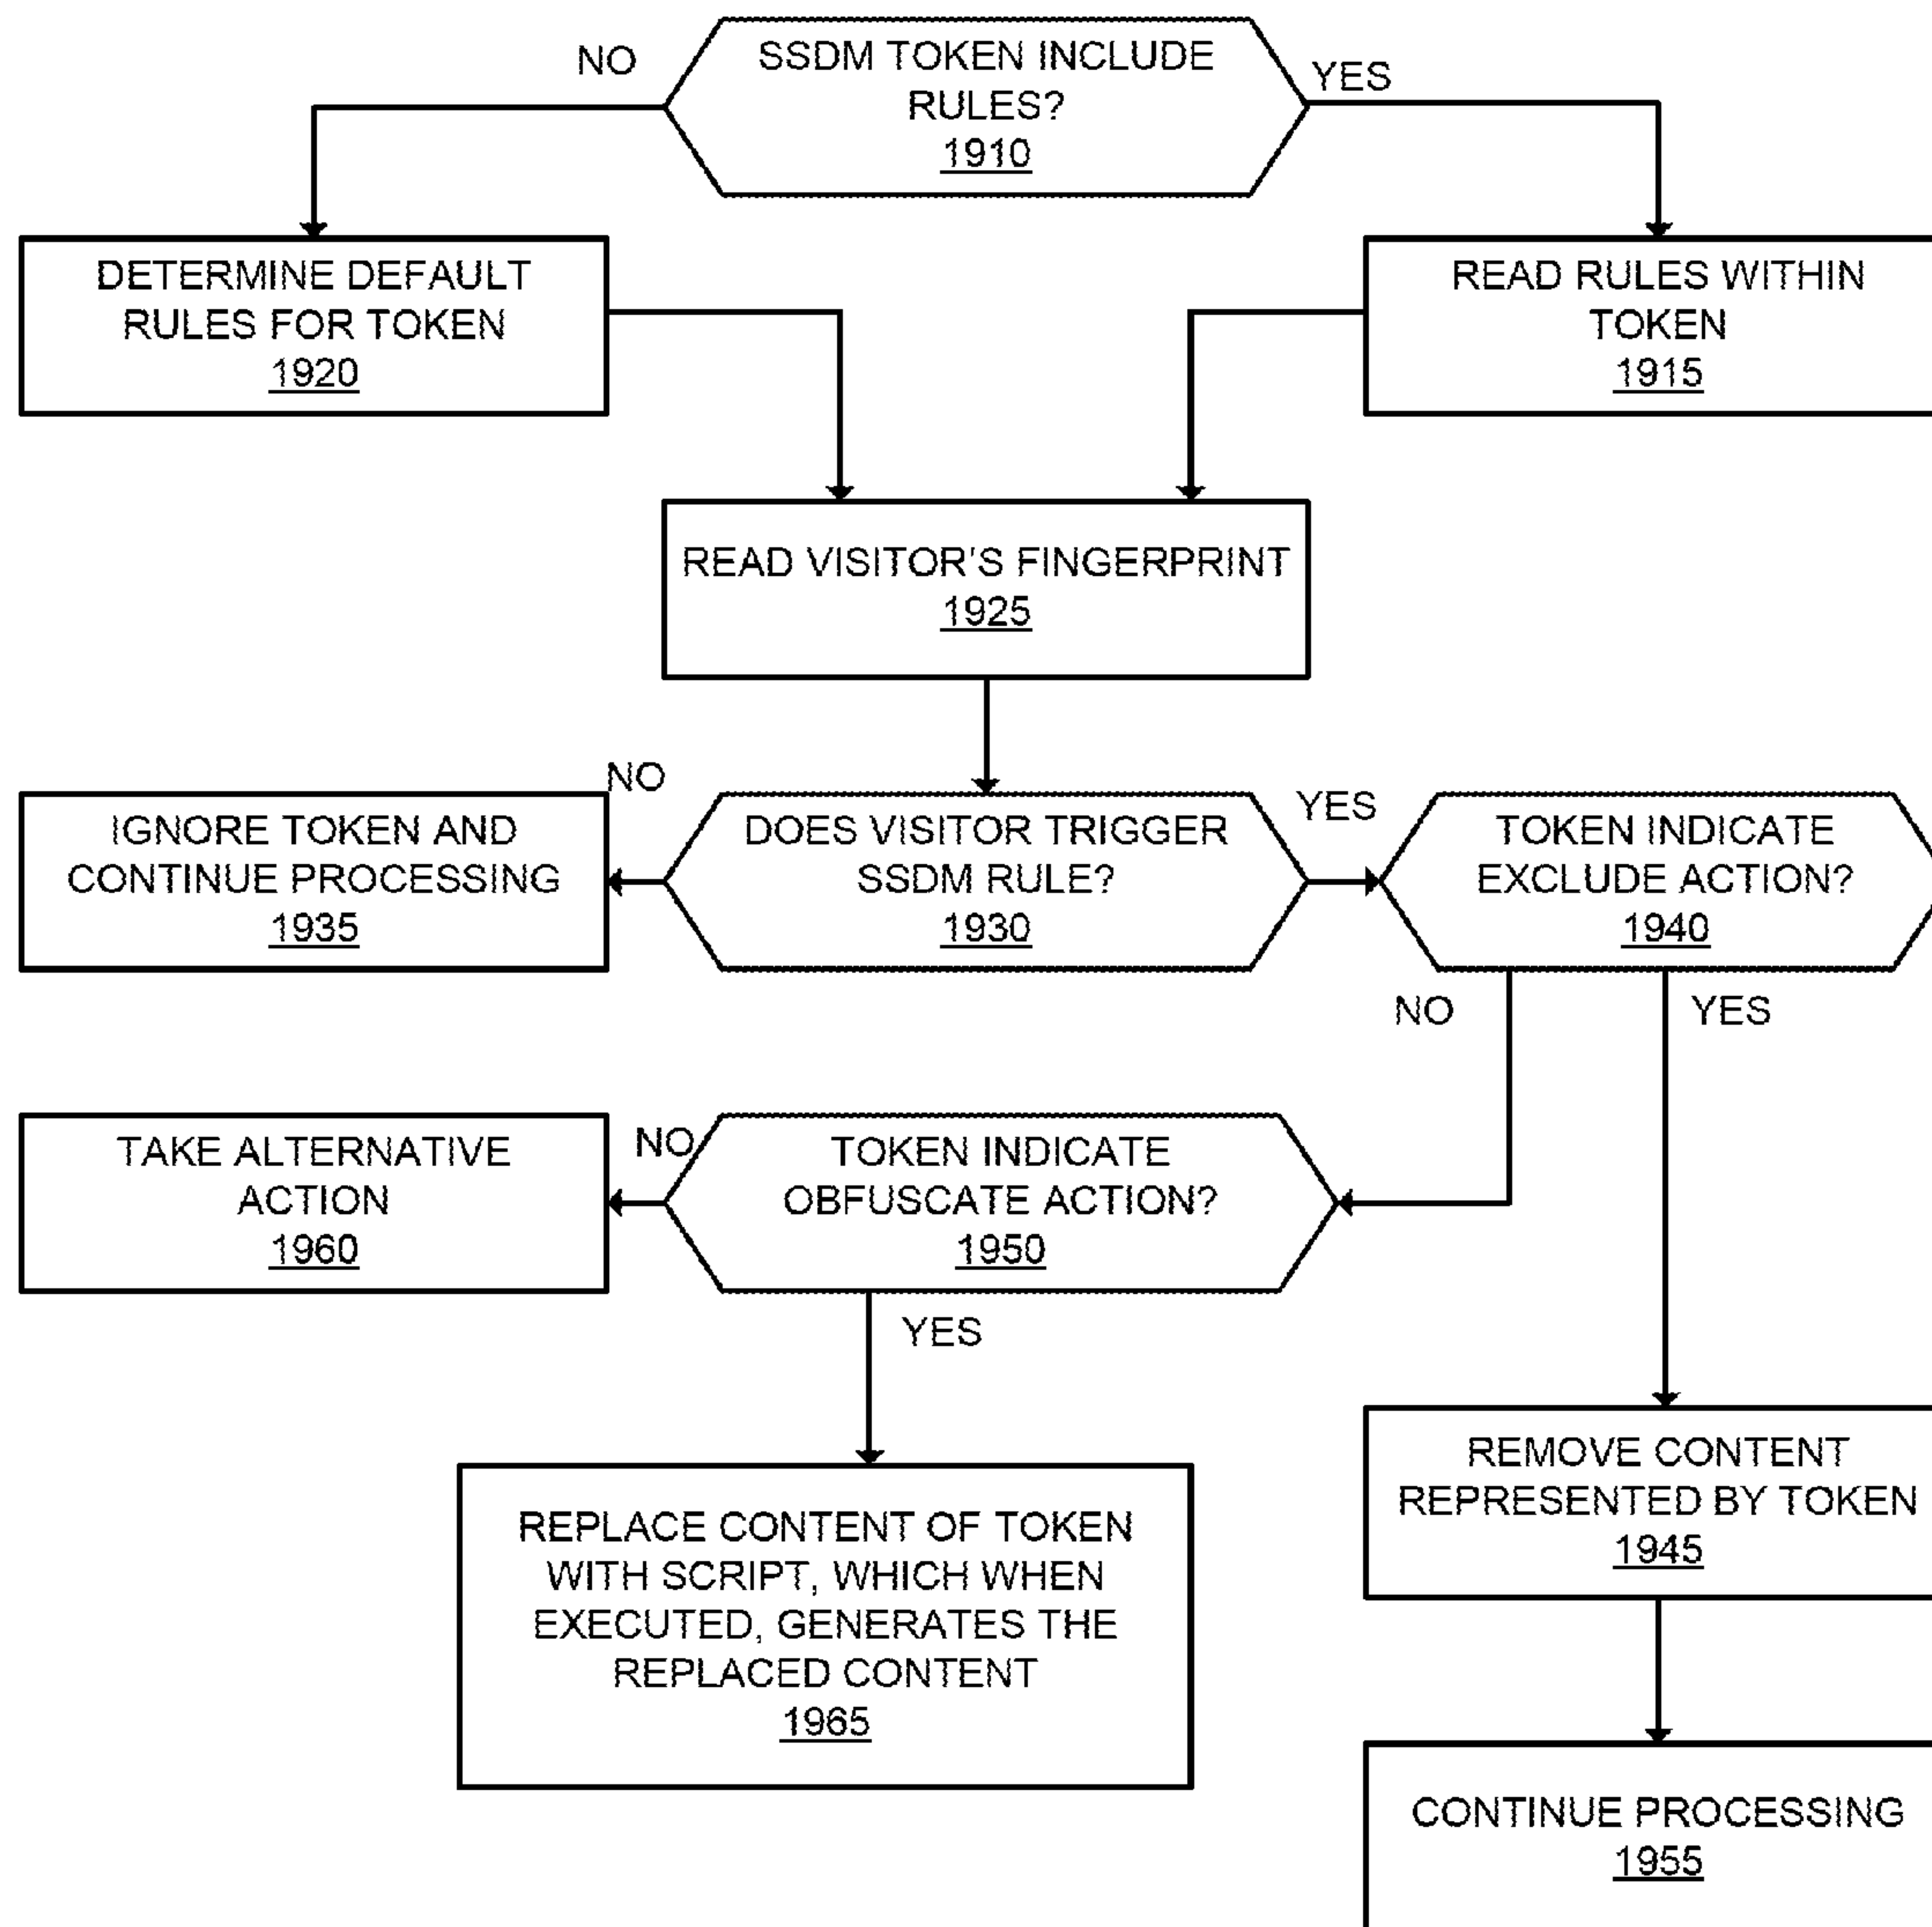 NO
SSDM TOKEN INCLUDE
RULES?
1910
YES
DETERMINE DEFAULT
RULES FOR TOKEN
1920
READ RULES WITHIN
TOKEN
1915
READ VISITOR'S FINGERPRINT
1925
NO
IGNORE TOKEN AND
CONTINUE PROCESSING
1935
DOES VISITOR TRIGGER
SSDM RULE?
1930
YES
TOKEN INDICATE
EXCLUDE ACTION?
1940
NO
YES
TAKE ALTERNATIVE
ACTION
1960
NO
TOKEN INDICATE
OBFUSCATE ACTION?
1950
YES
REPLACE CONTENT OF TOKEN
WITH SCRIPT, WHICH WHEN
EXECUTED, GENERATES THE
REPLACED CONTENT
1965
REMOVE CONTENT
REPRESENTED BY TOKEN
1945
CONTINUE PROCESSING
1955